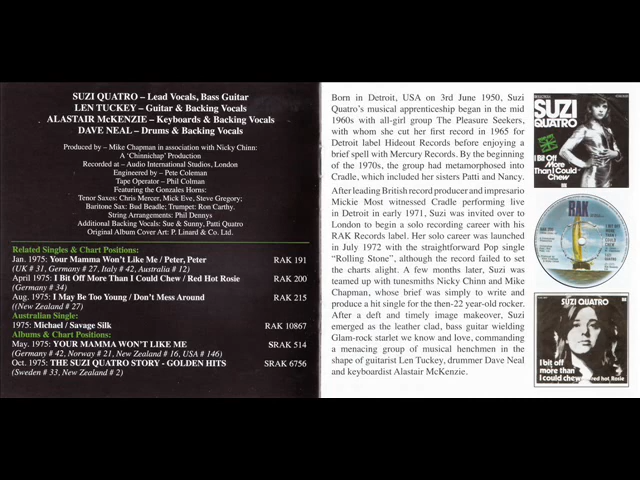 SUZI QUATRO – Lead Vocals, Bass Guitar
LEN TUCKEY – Guitar & Backing Vocals
ALASTAIR McKENZIE – Keyboards & Backing Vocals
DAVE NEAL – Drums & Backing Vocals
Produced by – Mike Chapman in association with Nicky Chinn:
A 'Chinnichap' Production
Recorded at – Audio International Studios, London
Engineered by – Pete Coleman
Tape Operator – Phil Colman
Featuring the Gonzales Horns:
Tenor Saxes: Chris Mercer, Mick Eve, Steve Gregory;
Baritone Sax: Bud Beadle; Trumpet: Ron Carthy.
String Arrangements: Phil Dennys
Additional Backing Vocals: Sue & Sunny, Patti Quatro
Original Album Cover Art: P. Linard & Co. Ltd.
Related Singles & Chart Positions:
Jan. 1975: Your Mamma Won't Like Me / Peter, Peter RAK 191
(UK # 31, Germany # 27, Italy # 42, Australia # 12)
April 1975: I Bit Off More Than I Could Chew / Red Hot Rosie RAK 200
(Germany # 34)
Aug. 1975: I May Be Too Young / Don't Mess Around RAK 215
((New Zealand # 27)
Australian Single:
1975: Michael / Savage Silk RAK 10867
Albums & Chart Positions:
May. 1975: YOUR MAMMA WON'T LIKE ME SRAK 514
(Germany # 42, Norway # 21, New Zealand # 16, USA # 146)
Oct. 1975: THE SUZI QUATRO STORY - GOLDEN HITS SRAK 6756
(Sweden # 33, New Zealand # 2)
Born in Detroit, USA on 3rd June 1950, Suzi
Quatro's musical apprenticeship began in the mid
1960s with all-girl group The Pleasure Seekers,
with whom she cut her first record in 1965 for
Detroit label Hideout Records before enjoying a
brief spell with Mercury Records. By the beginning
of the 1970s, the group had metamorphosed into
Cradle, which included her sisters Patti and Nancy.
After leading British record producer and impresario
Mickie Most witnessed Cradle performing live
in Detroit in early 1971, Suzi was invited over to
London to begin a solo recording career with his
RAK Records label. Her solo career was launched
in July 1972 with the straightforward Pop single
"Rolling Stone", although the record failed to set
the charts alight. A few months later, Suzi was
teamed up with tunesmiths Nicky Chinn and Mike
Chapman, whose brief was simply to write and
produce a hit single for the then-22 year-old rocker.
After a deft and timely image makeover, Suzi
emerged as the leather clad, bass guitar wielding
Glam-rock starlet we know and love, commanding
a menacing group of musical henchmen in the
shape of guitarist Len Tuckey, drummer Dave Neal
and keyboardist Alastair McKenzie.
SUZI
QUATRO
I Bit Off
More
Than I Could
Chew
RAK
I BIT OFF
MORE
THAN I
COULD
CHEW
SUZI QUATRO
I bit off
more than
I could chew red hot Rosie